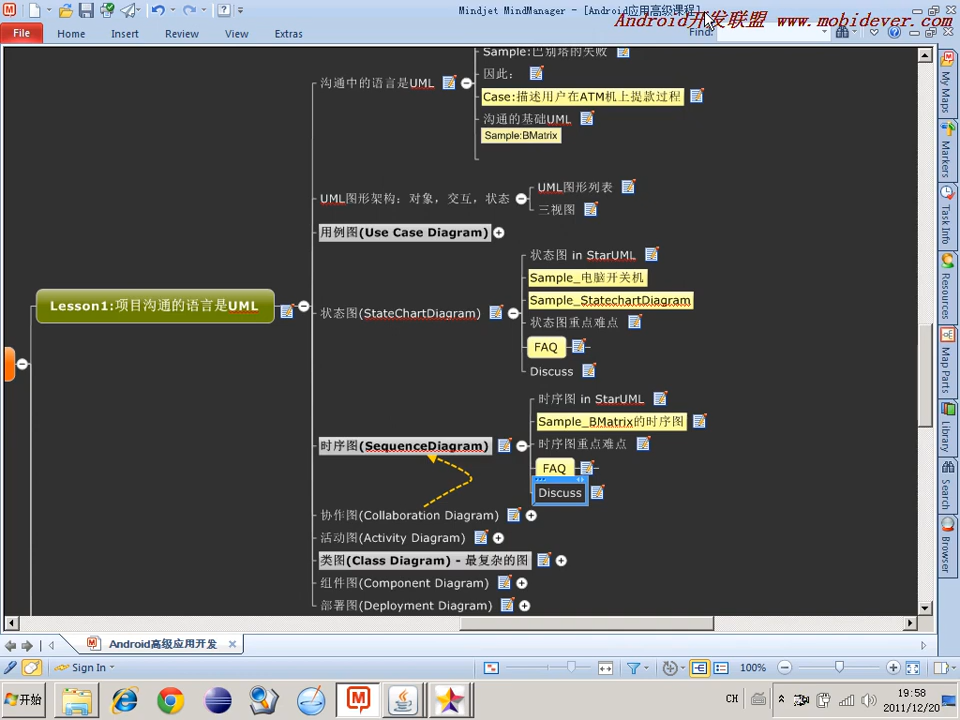 Mindjet MindManager - [Android应用高级课程]
Android开发联盟 www.mobidever.com
File Home Insert Review View Extras Find:
Sample:巴别塔的失败
因此：
沟通中的语言是UML
Case:描述用户在ATM机上提款过程
沟通的基础UML
Sample:BMatrix
UML图形列表
UML图形架构：对象，交互，状态
三视图
用例图(Use Case Diagram)
状态图 in StarUML
Sample_电脑开关机
Sample_StatechartDiagram
Lesson1:项目沟通的语言是UML
状态图(StateChartDiagram)
状态图重点难点
FAQ
Discuss
时序图 in StarUML
Sample_BMatrix的时序图
时序图(SequenceDiagram)
时序图重点难点
FAQ
Discuss
协作图(Collaboration Diagram)
活动图(Activity Diagram)
类图(Class Diagram) - 最复杂的图
组件图(Component Diagram)
部署图(Deployment Diagram)
My Maps
Markers
Task Info
Resources
Map Parts
Library
Search
Browser
Android高级应用开发
Sign In
100%
开始
CH
19:58
2011/12/20